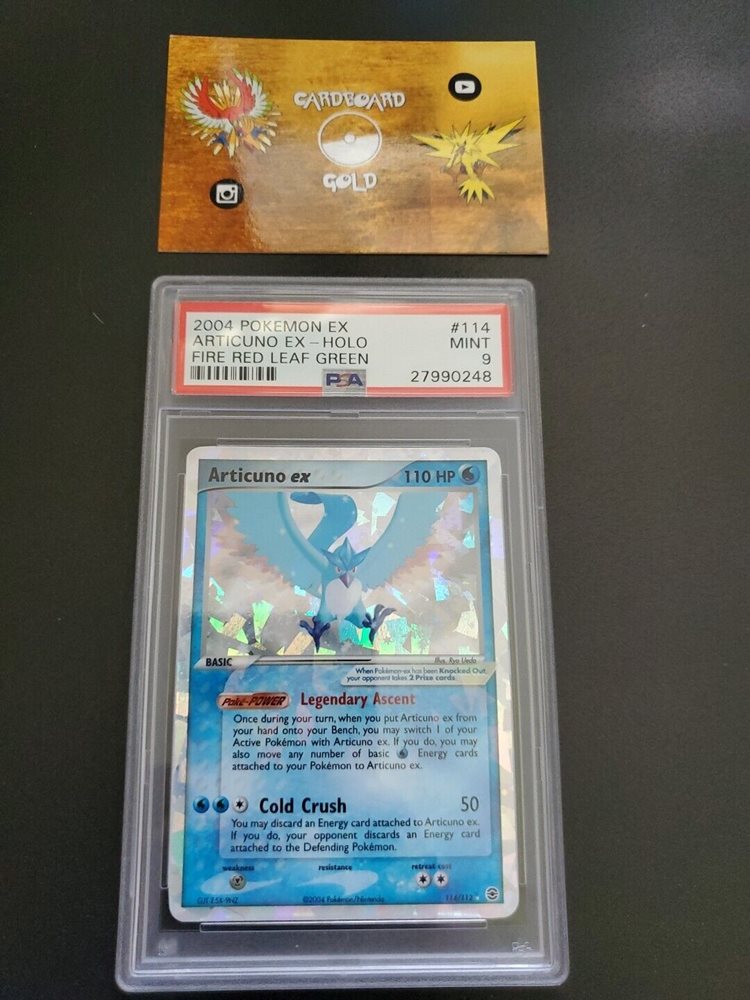 CARDBOARD
GOLD
2004 POKEMON EX #114
ARTICUNO EX - HOLO MINT
FIRE RED LEAF GREEN 9
PSA 27990248
Articuno ex 110 HP
BASIC
Illus. Ryo Ueda
When Pokémon-ex has been Knocked Out,
your opponent takes 2 Prize cards.
Poké-POWER Legendary Ascent
Once during your turn, when you put Articuno ex from
your hand onto your Bench, you may switch 1 of your
Active Pokémon with Articuno ex. If you do, you may
also move any number of basic Energy cards
attached to your Pokémon to Articuno ex.
Cold Crush 50
You may discard an Energy card attached to Articuno ex.
If you do, your opponent discards an Energy card
attached to the Defending Pokémon.
weakness resistance retreat cost
©2004 Pokémon/Nintendo 114/112